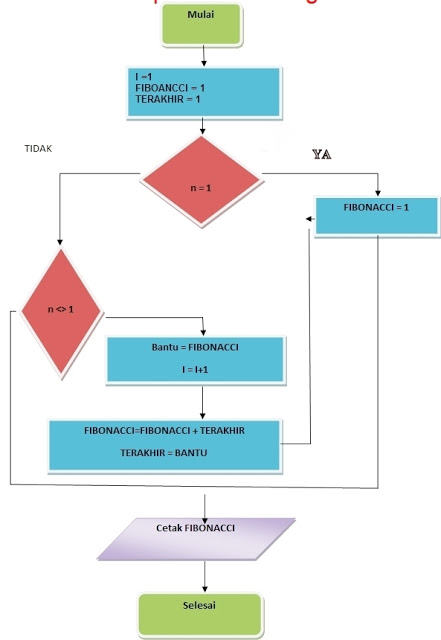 Mulai
I =1
FIBOANCCI = 1
TERAKHIR = 1
TIDAK
YA
n = 1
FIBONACCI = 1
n <> 1
Bantu = FIBONACCI
I = I+1
FIBONACCI=FIBONACCI + TERAKHIR
TERAKHIR = BANTU
Cetak FIBONACCI
Selesai